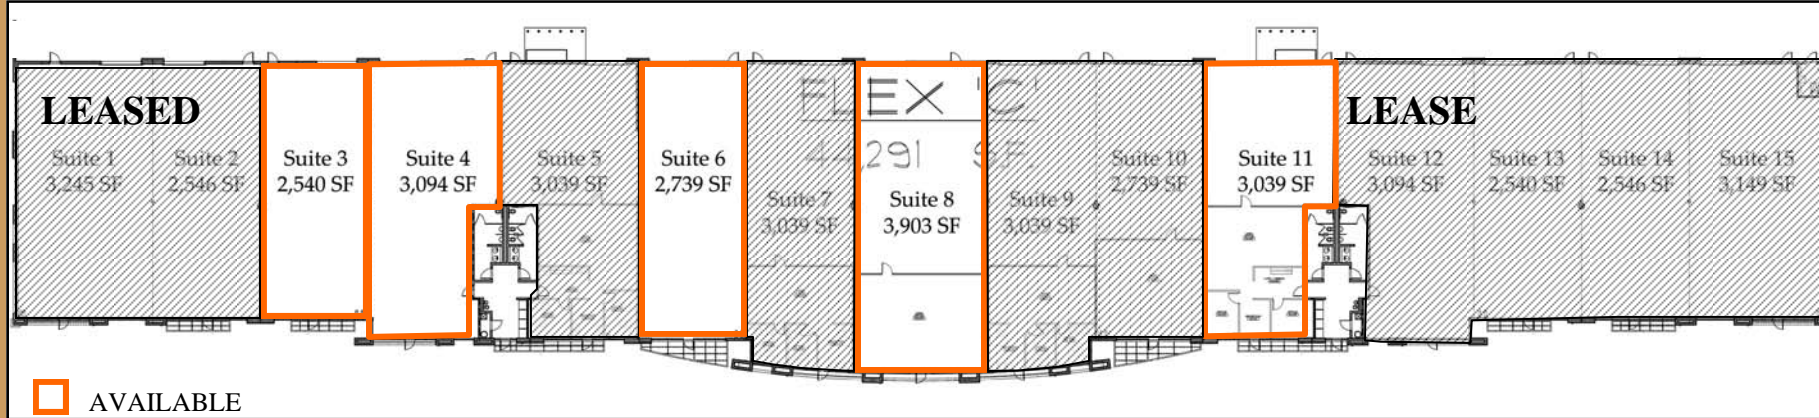 FLEX 'C'
44,291 S.F.
LEASED
LEASE
Suite 1
3,245 SF
Suite 2
2,546 SF
Suite 3
2,540 SF
Suite 4
3,094 SF
Suite 5
3,039 SF
Suite 6
2,739 SF
Suite 7
3,039 SF
Suite 8
3,903 SF
Suite 9
3,039 SF
Suite 10
2,739 SF
Suite 11
3,039 SF
Suite 12
3,094 SF
Suite 13
2,540 SF
Suite 14
2,546 SF
Suite 15
3,149 SF
AVAILABLE